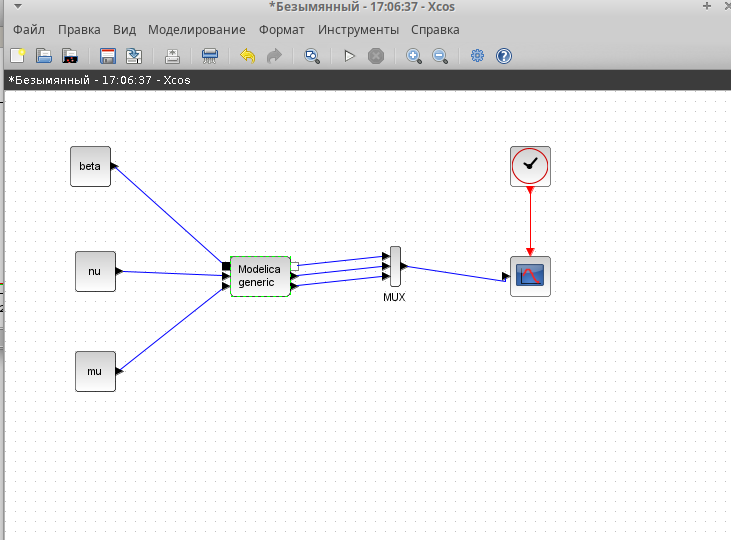 *Безымянный - 17:06:37 - Xcos
Файл Правка Вид Моделирование Формат Инструменты Справка
*Безымянный - 17:06:37 - Xcos
beta
nu
Modelica
generic
MUX
mu